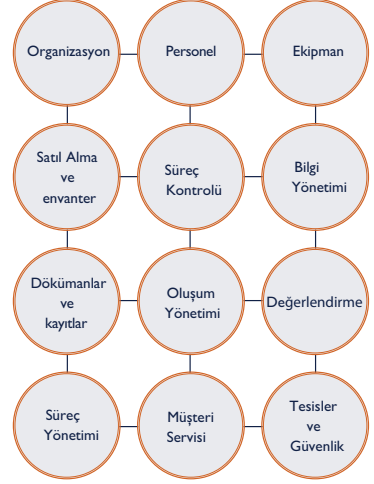 Organizasyon
Personel
Ekipman
Satıl Alma
ve
envanter
Süreç
Kontrolü
Bilgi
Yönetimi
Dökümanlar
ve
kayıtlar
Oluşum
Yönetimi
Değerlendirme
Süreç
Yönetimi
Müşteri
Servisi
Tesisler
ve
Güvenlik